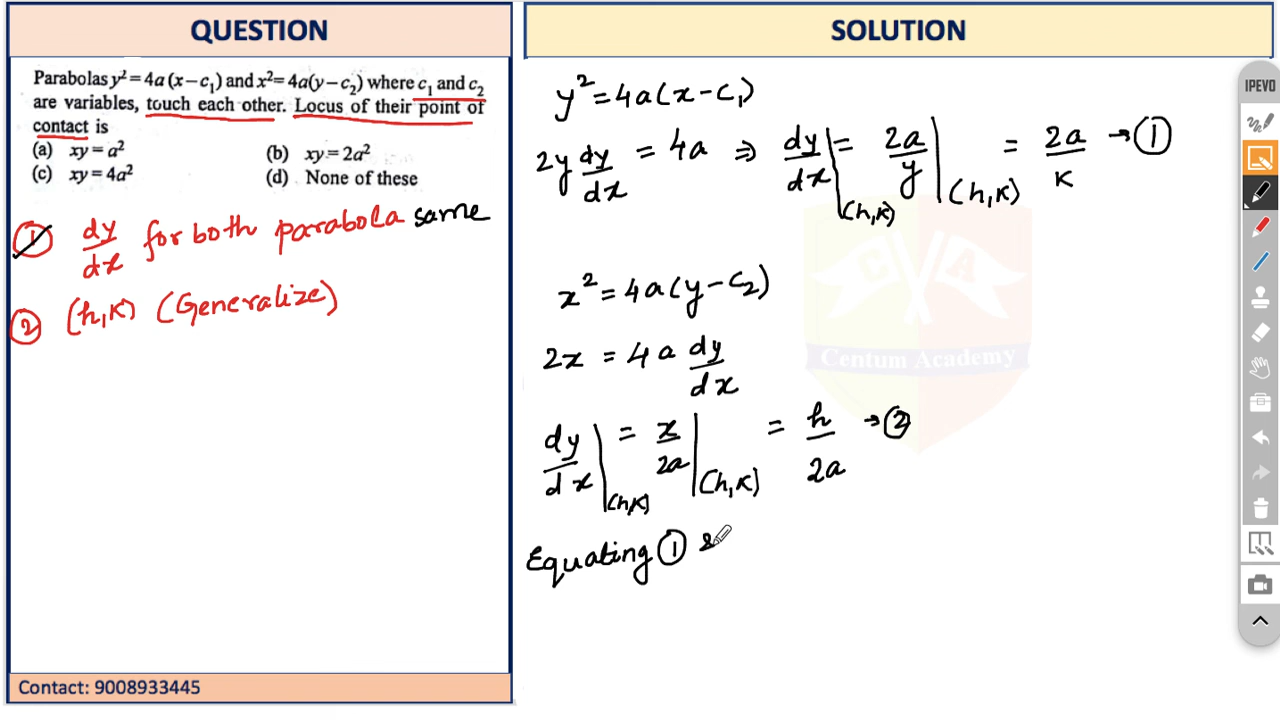 QUESTION
Parabolas y² = 4a (x – c₁) and x² = 4a(y – c₂) where c₁ and c₂
are variables, touch each other. Locus of their point of
contact is
(a) xy = a²
(b) xy = 2a²
(c) xy = 4a²
(d) None of these
① dy/dx for both parabola same
② (h,k) (Generalize)
Contact: 9008933445
SOLUTION
y² = 4a(x – c₁)
2y dy/dx = 4a ⇒ dy/dx|(h,k) = 2a/y|(h,k) = 2a/k → ①
x² = 4a(y – c₂)
2x = 4a dy/dx
dy/dx|(h,k) = x/2a|(h,k) = h/2a → ②
Equating ① &
C A
Centum Academy
IPEVO